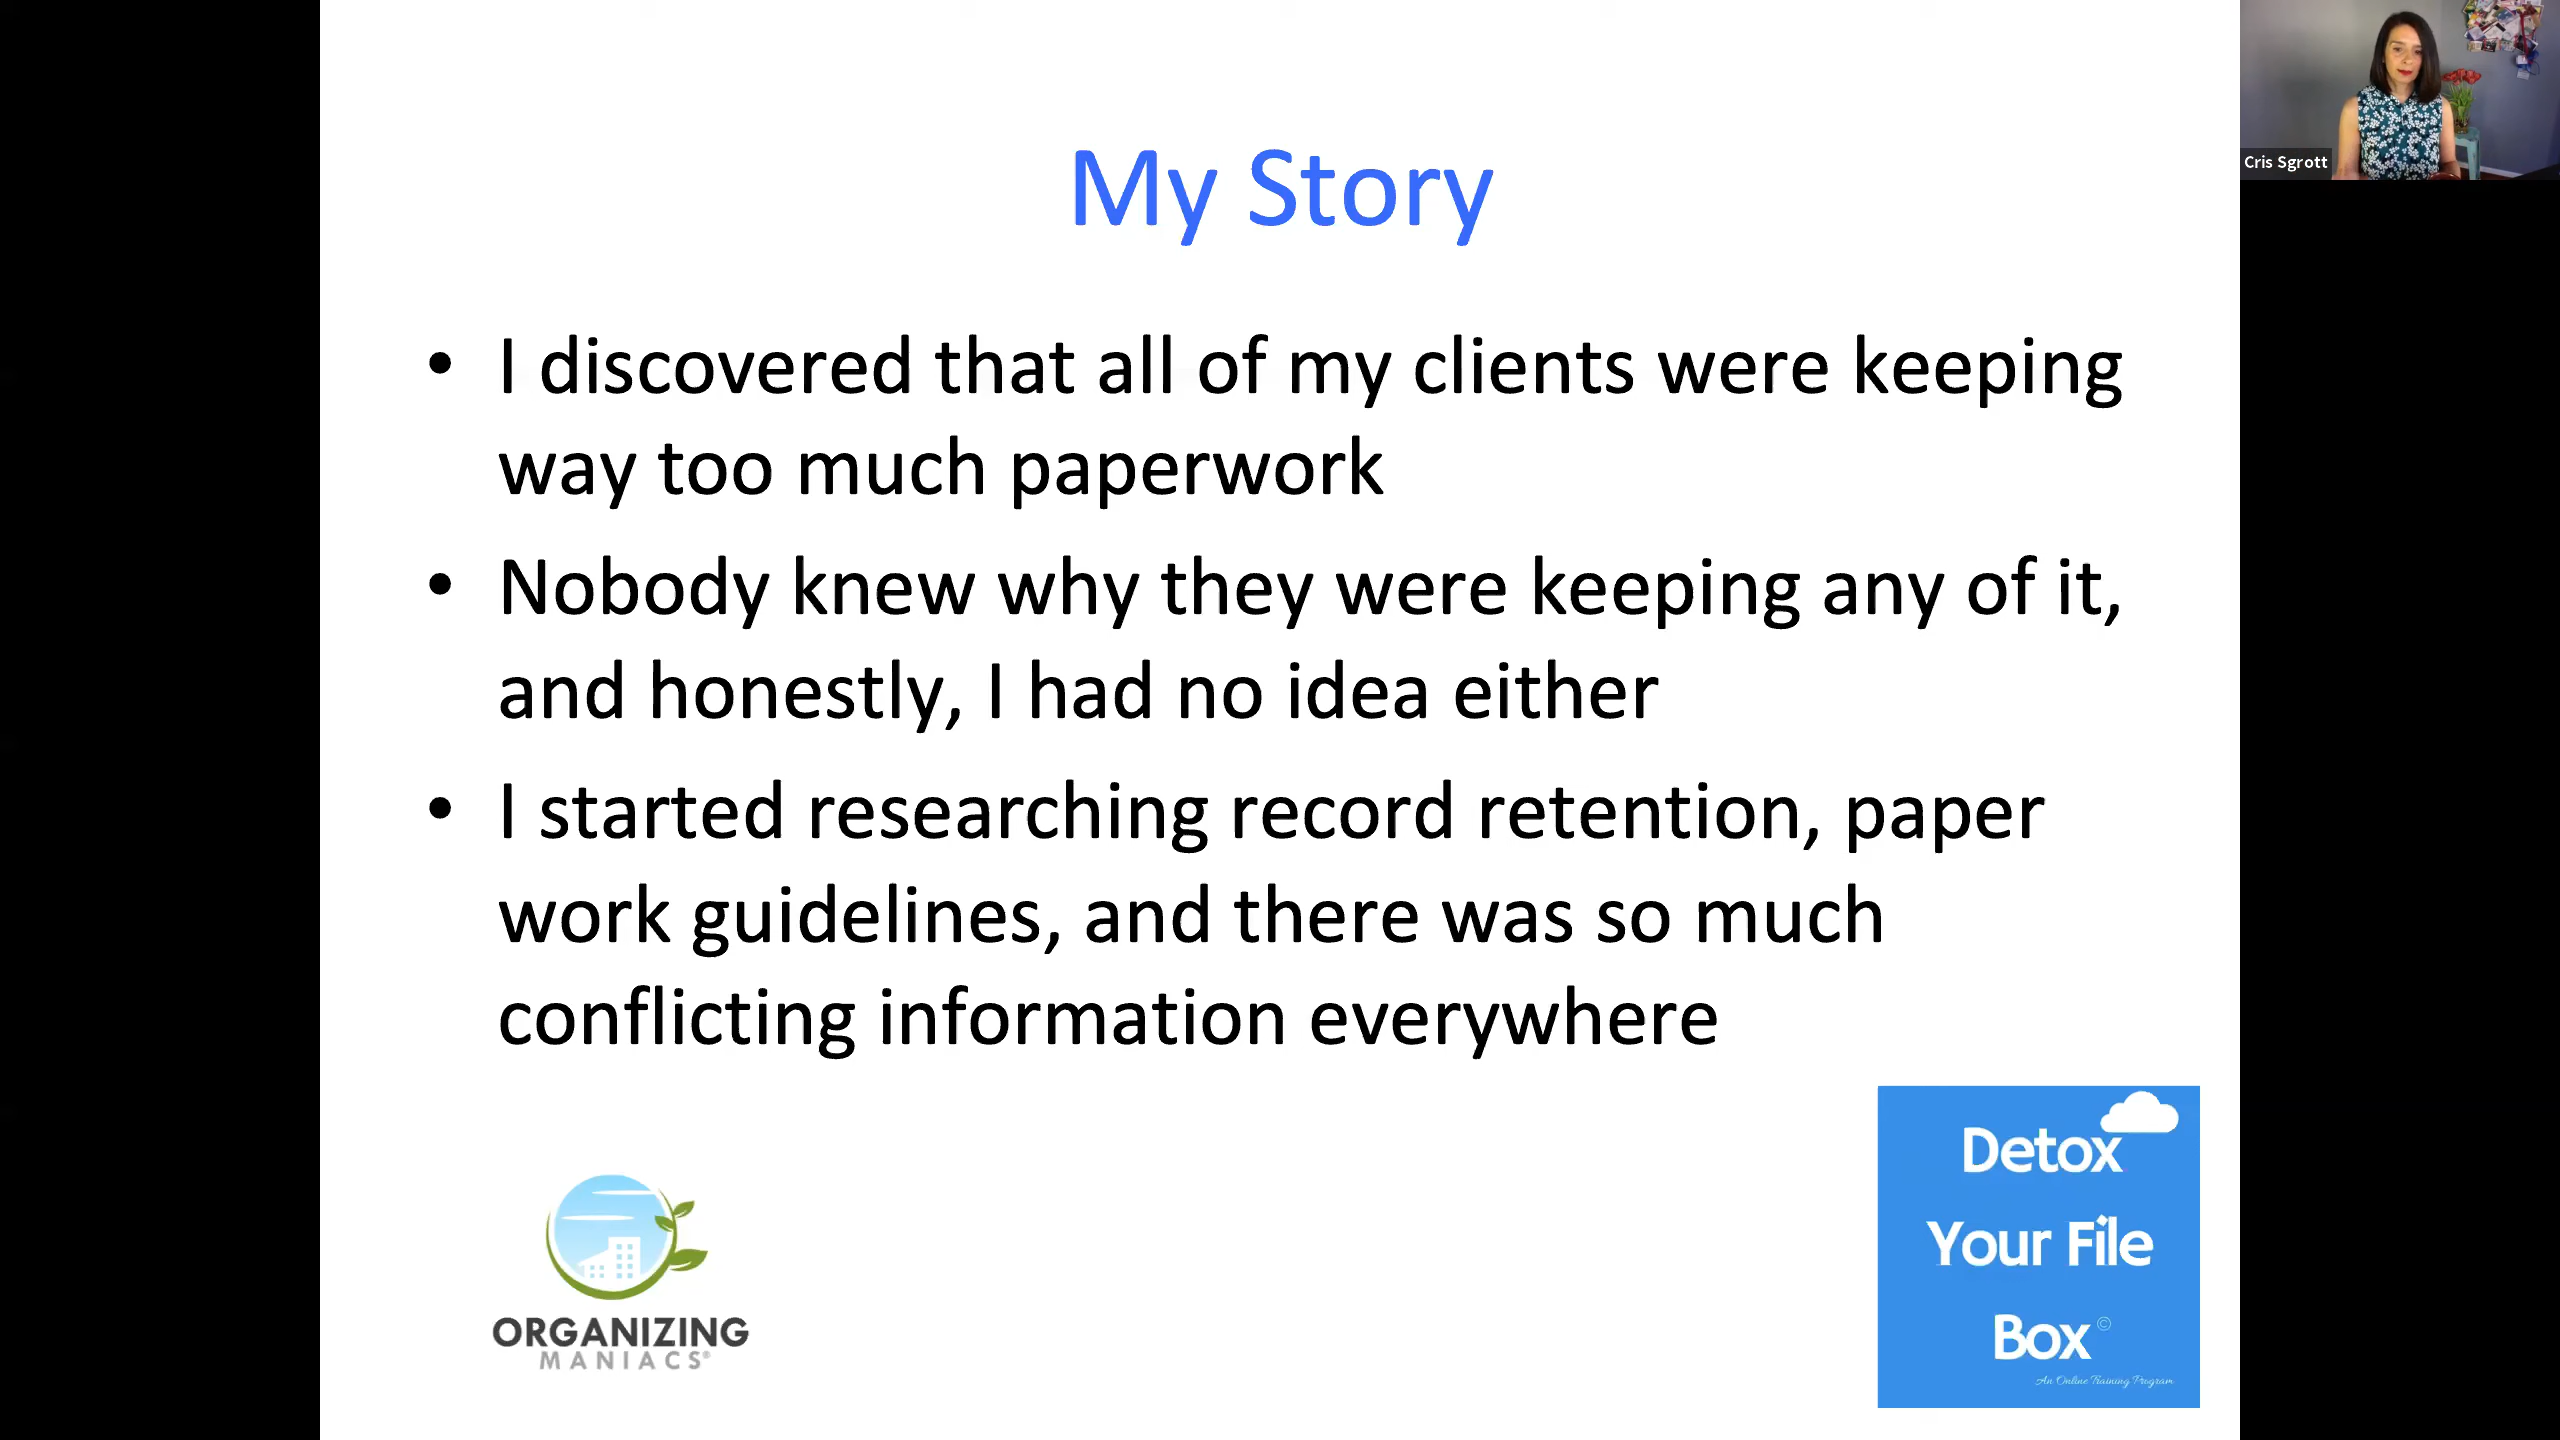 My Story
Cris Sgrott
• I discovered that all of my clients were keeping
way too much paperwork
• Nobody knew why they were keeping any of it,
and honestly, I had no idea either
• I started researching record retention, paper
work guidelines, and there was so much
conflicting information everywhere
ORGANIZING
MANIACS®
Detox
Your File
Box©
An Online Training Program